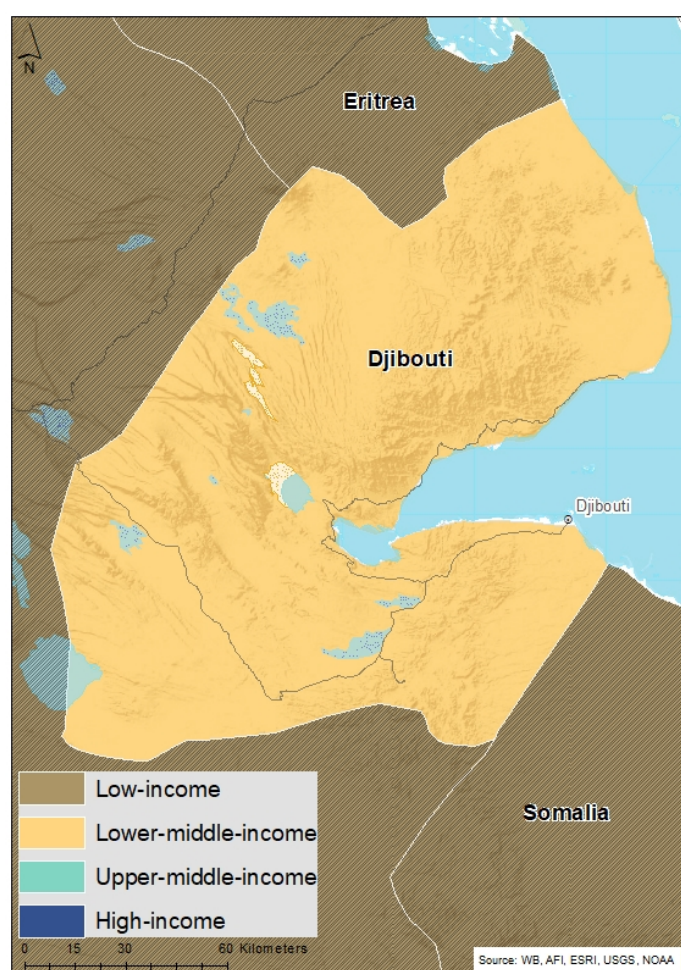 N
Eritrea
Djibouti
Djibouti
Somalia
Low-income
Lower-middle-income
Upper-middle-income
High-income
0 15 30 60 Kilometers
Source: WB, AFI, ESRI, USGS, NOAA